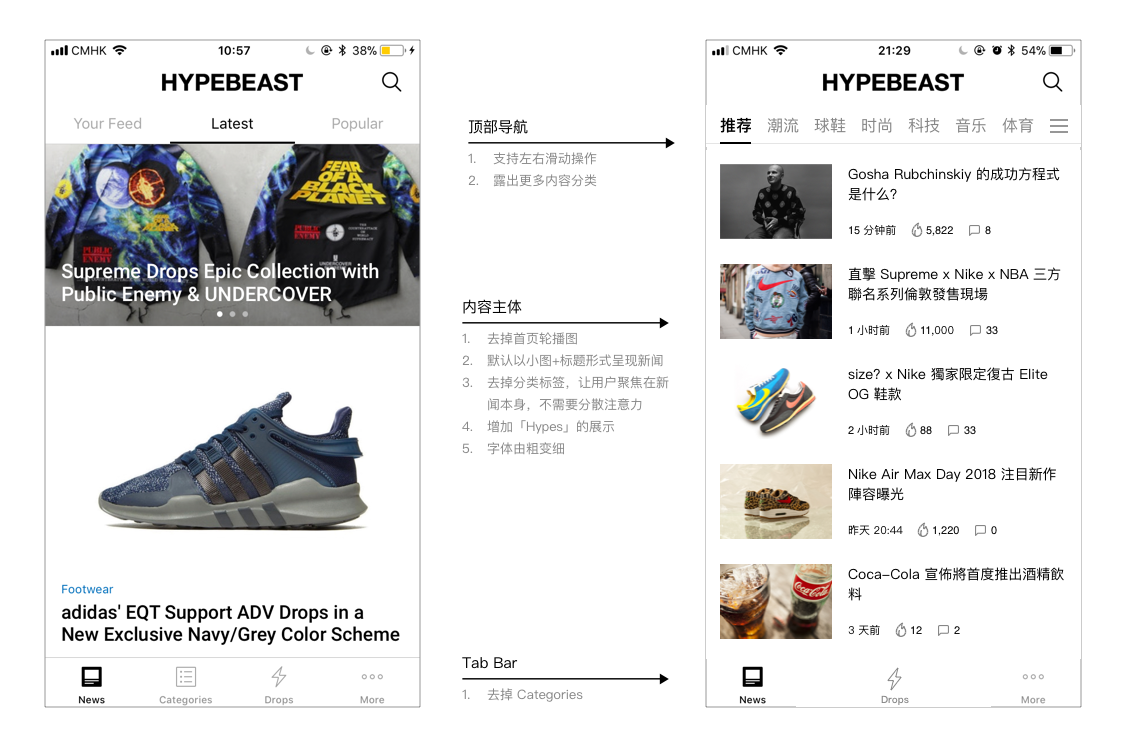 CMHK 10:57 38%
HYPEBEAST
Your Feed Latest Popular
FEAR OF A BLACK PLANET
PUBLIC ENEMY
PUBLIC ENEMY
UNDERCOVER
Supreme Drops Epic Collection with
Public Enemy & UNDERCOVER
Footwear
adidas' EQT Support ADV Drops in a
New Exclusive Navy/Grey Color Scheme
News Categories Drops More
顶部导航
1. 支持左右滑动操作
2. 露出更多内容分类
内容主体
1. 去掉首页轮播图
2. 默认以小图+标题形式呈现新闻
3. 去掉分类标签，让用户聚焦在新
闻本身，不需要分散注意力
4. 增加「Hypes」的展示
5. 字体由粗变细
Tab Bar
1. 去掉 Categories
CMHK 21:29 54%
HYPEBEAST
推荐 潮流 球鞋 时尚 科技 音乐 体育
Gosha Rubchinskiy 的成功方程式
是什么?
15 分钟前 5,822 8
直擊 Supreme x Nike x NBA 三方
聯名系列倫敦發售現場
1 小时前 11,000 33
size? x Nike 獨家限定復古 Elite
OG 鞋款
2 小时前 88 33
Nike Air Max Day 2018 注目新作
陣容曝光
昨天 20:44 1,220 0
Coca-Cola 宣佈將首度推出酒精飲
料
Coca-Cola
3 天前 12 2
News Drops More